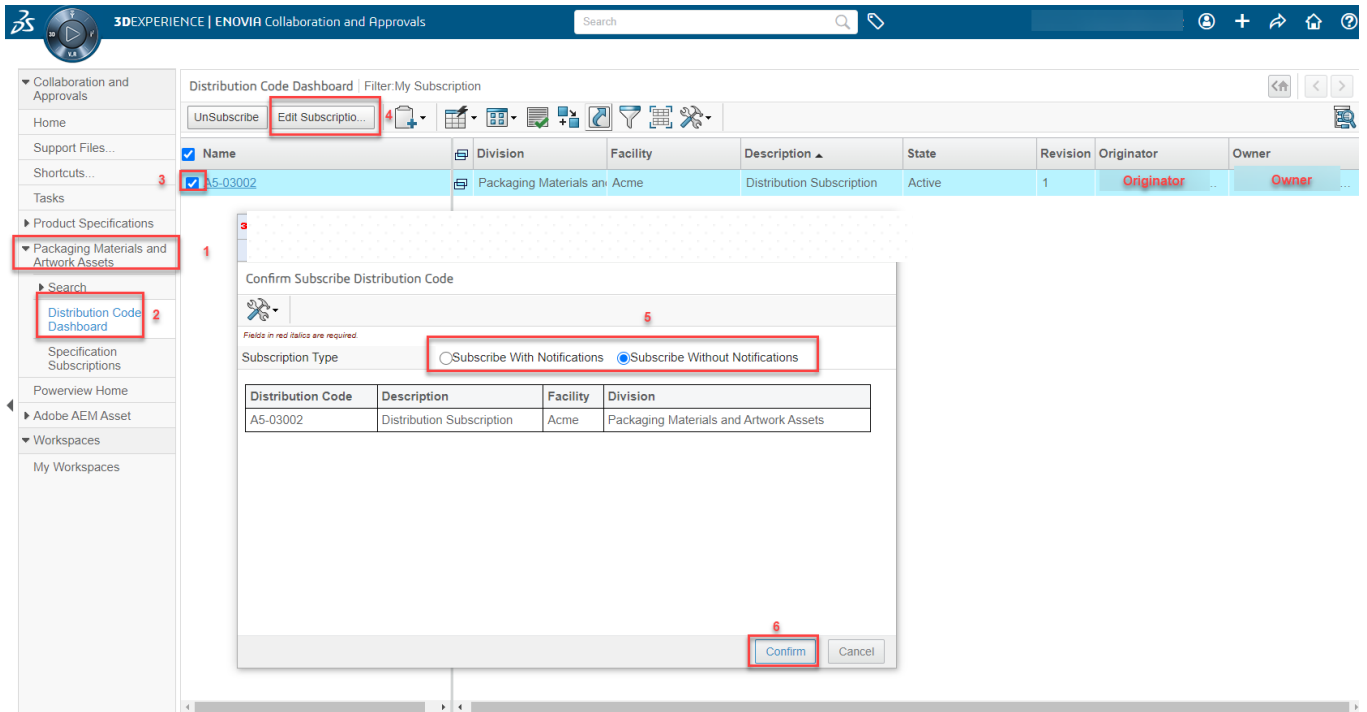 3DEXPERIENCE | ENOVIA Collaboration and Approvals
Search
3D
i'
V.R
Collaboration and
Approvals
Home
Support Files...
Shortcuts...
Tasks
Product Specifications
Packaging Materials and
Artwork Assets
1
Search
Distribution Code
Dashboard
2
Specification
Subscriptions
Powerview Home
Adobe AEM Asset
Workspaces
My Workspaces
Distribution Code Dashboard | Filter:My Subscription
UnSubscribe
Edit Subscriptio...
4
Name Division Facility Description State Revision Originator Owner
3
A5-03002 Packaging Materials an Acme Distribution Subscription Active 1 Originator ... Owner ...
3
Confirm Subscribe Distribution Code
5
Fields in red italics are required.
Subscription Type Subscribe With Notifications Subscribe Without Notifications
Distribution Code Description Facility Division
A5-03002 Distribution Subscription Acme Packaging Materials and Artwork Assets
6
Confirm Cancel